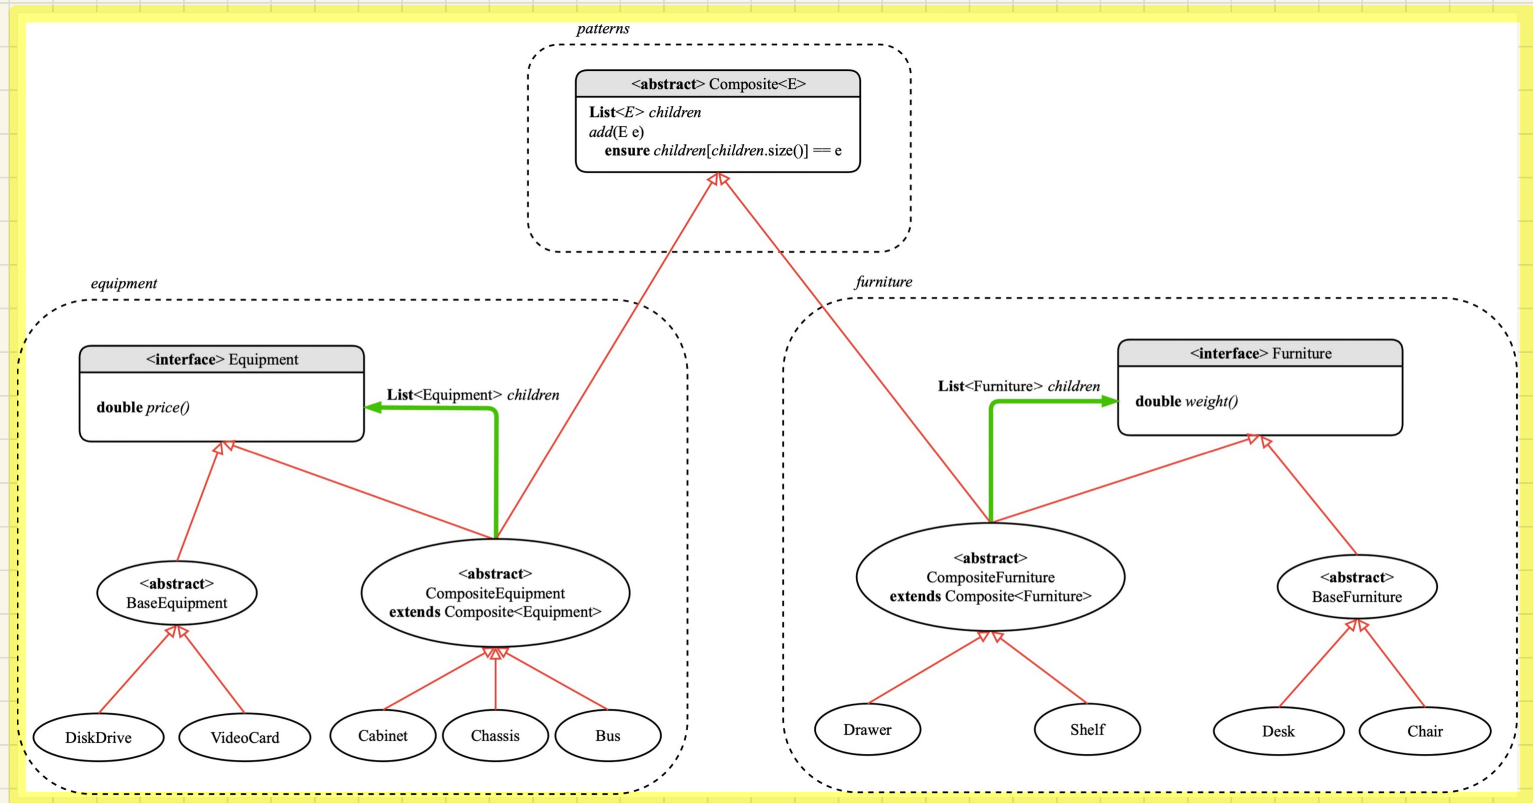 patterns
<abstract> Composite<E>
List<E> children
add(E e)
ensure children[children.size()] == e
equipment
<interface> Equipment
double price()
List<Equipment> children
<abstract>
BaseEquipment
<abstract>
CompositeEquipment
extends Composite<Equipment>
DiskDrive
VideoCard
Cabinet
Chassis
Bus
furniture
<interface> Furniture
double weight()
List<Furniture> children
<abstract>
CompositeFurniture
extends Composite<Furniture>
<abstract>
BaseFurniture
Drawer
Shelf
Desk
Chair